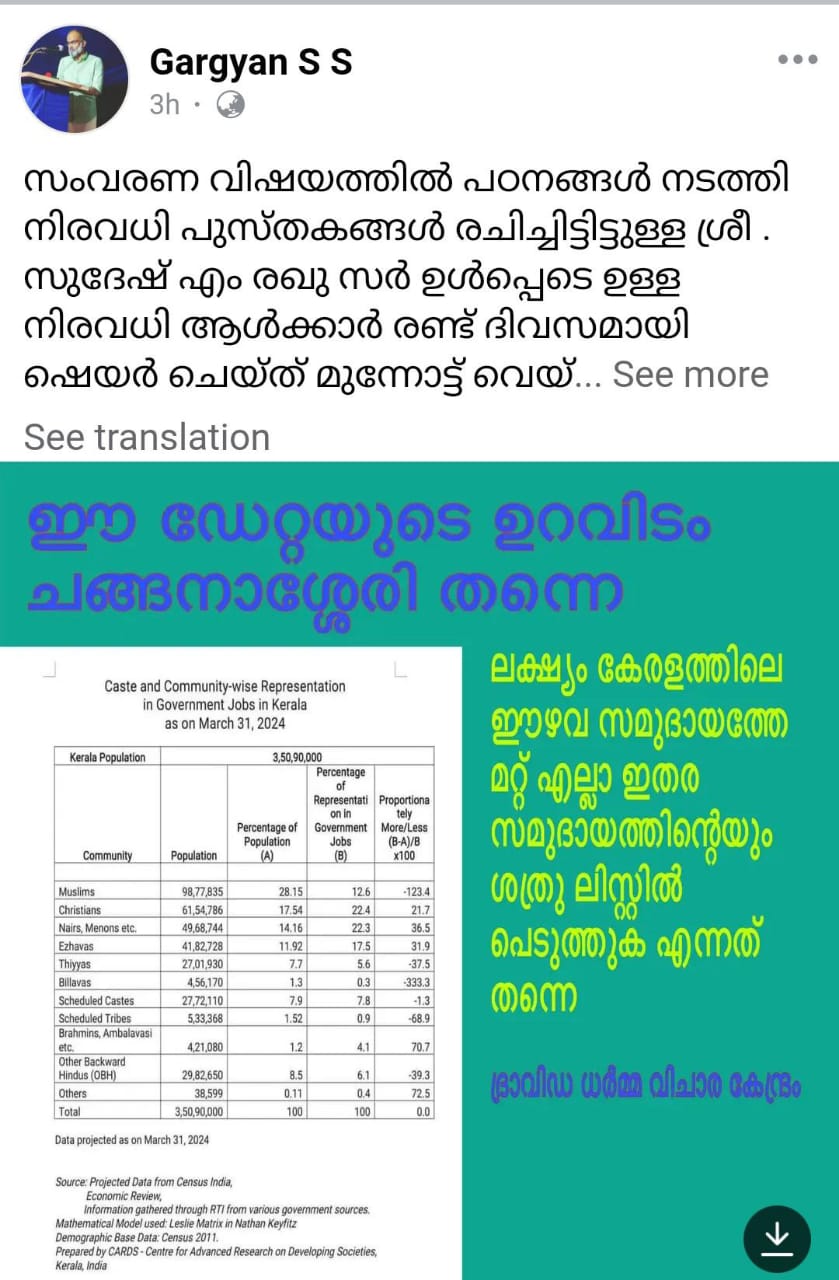 Gargyan S S
3h ·
സംവരണ വിഷയത്തിൽ പഠനങ്ങൾ നടത്തി
നിരവധി പുസ്തകങ്ങൾ രചിച്ചിട്ടിട്ടുള്ള ശ്രീ .
സുദേഷ് എം രഘു സർ ഉൾപ്പെടെ ഉള്ള
നിരവധി ആൾക്കാർ രണ്ട് ദിവസമായി
ഷെയർ ചെയ്ത് മുന്നോട്ട് വെയ്... See more
See translation
ഈ ഡേറ്റയുടെ ഉറവിടം
ചങ്ങനാശ്ശേരി തന്നെ
Caste and Community-wise Representation
in Government Jobs in Kerala
as on March 31, 2024
Kerala Population 3,50,90,000
Community Population Percentage of Population (A) Percentage of Representati on in Government Jobs (B) Proportiona tely More/Less (B-A)/B x100
Muslims 98,77,835 28.15 12.6 -123.4
Christians 61,54,786 17.54 22.4 21.7
Nairs, Menons etc. 49,68,744 14.16 22.3 36.5
Ezhavas 41,82,728 11.92 17.5 31.9
Thiyyas 27,01,930 7.7 5.6 -37.5
Billavas 4,56,170 1.3 0.3 -333.3
Scheduled Castes 27,72,110 7.9 7.8 -1.3
Scheduled Tribes 5,33,368 1.52 0.9 -68.9
Brahmins, Ambalavasi
etc. 4,21,080 1.2 4.1 70.7
Other Backward
Hindus (OBH) 29,82,650 8.5 6.1 -39.3
Others 38,599 0.11 0.4 72.5
Total 3,50,90,000 100 100 0.0
Data projected as on March 31, 2024
Source: Projected Data from Census India,
Economic Review,
Information gathered through RTI from various government sources.
Mathematical Model used: Leslie Matrix in Nathan Keyfitz
Demographic Base Data: Census 2011.
Prepared by CARDS - Centre for Advanced Research on Developing Societies,
Kerala, India
ലക്ഷ്യം കേരളത്തിലെ
ഈഴവ സമുദായത്തേ
മറ്റ് എല്ലാ ഇതര
സമുദായത്തിന്റെയും
ശത്രു ലിസ്റ്റിൽ
പെടുത്തുക എന്നത്
തന്നെ
ദ്രാവിഡ ധർമ്മ വിചാര കേന്ദ്രം